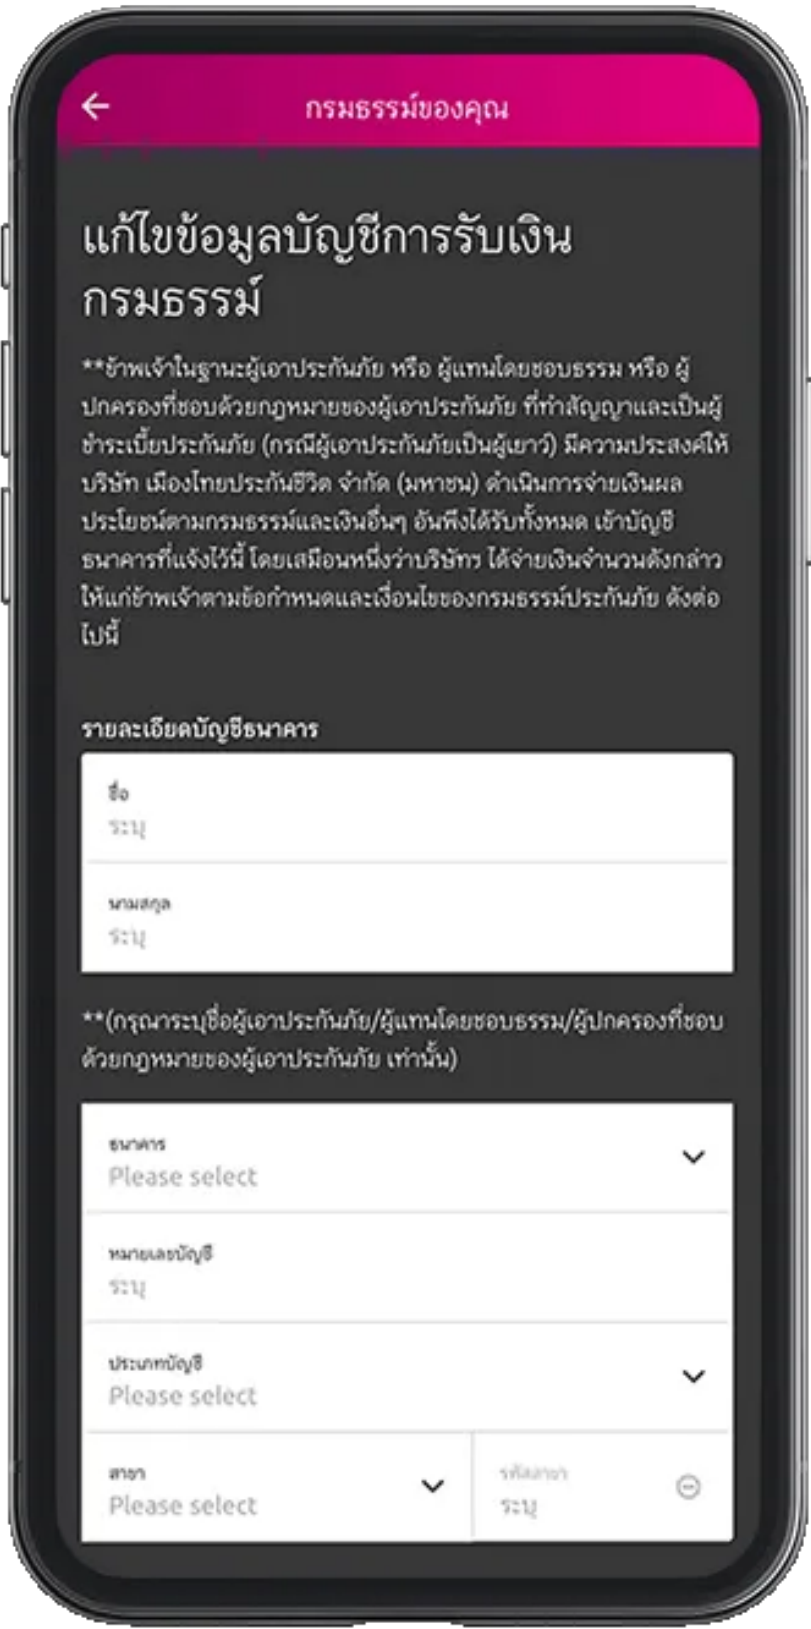 กรมธรรม์ของคุณ
แก้ไขข้อมูลบัญชีการรับเงิน
กรมธรรม์
**ข้าพเจ้าในฐานะผู้เอาประกันภัย หรือ ผู้แทนโดยชอบธรรม หรือ ผู้
ปกครองที่ชอบด้วยกฎหมายของผู้เอาประกันภัย ที่ทำสัญญาและเป็นผู้
ชำระเบี้ยประกันภัย (กรณีผู้เอาประกันภัยเป็นผู้เยาว์) มีความประสงค์ให้
บริษัท เมืองไทยประกันชีวิต จำกัด (มหาชน) ดำเนินการจ่ายเงินผล
ประโยชน์ตามกรมธรรม์และเงินอื่นๆ อันพึงได้รับทั้งหมด เข้าบัญชี
ธนาคารที่แจ้งไว้นี้ โดยเสมือนหนึ่งว่าบริษัทฯ ได้จ่ายเงินจำนวนดังกล่าว
ให้แก่ข้าพเจ้าตามข้อกำหนดและเงื่อนไขของกรมธรรม์ประกันภัย ดังต่อ
ไปนี้
รายละเอียดบัญชีธนาคาร
ชื่อ
ระบุ
นามสกุล
ระบุ
**(กรุณาระบุชื่อผู้เอาประกันภัย/ผู้แทนโดยชอบธรรม/ผู้ปกครองที่ชอบ
ด้วยกฎหมายของผู้เอาประกันภัย เท่านั้น)
ธนาคาร
Please select
หมายเลขบัญชี
ระบุ
ประเภทบัญชี
Please select
สาขา
Please select
รหัสสาขา
ระบุ